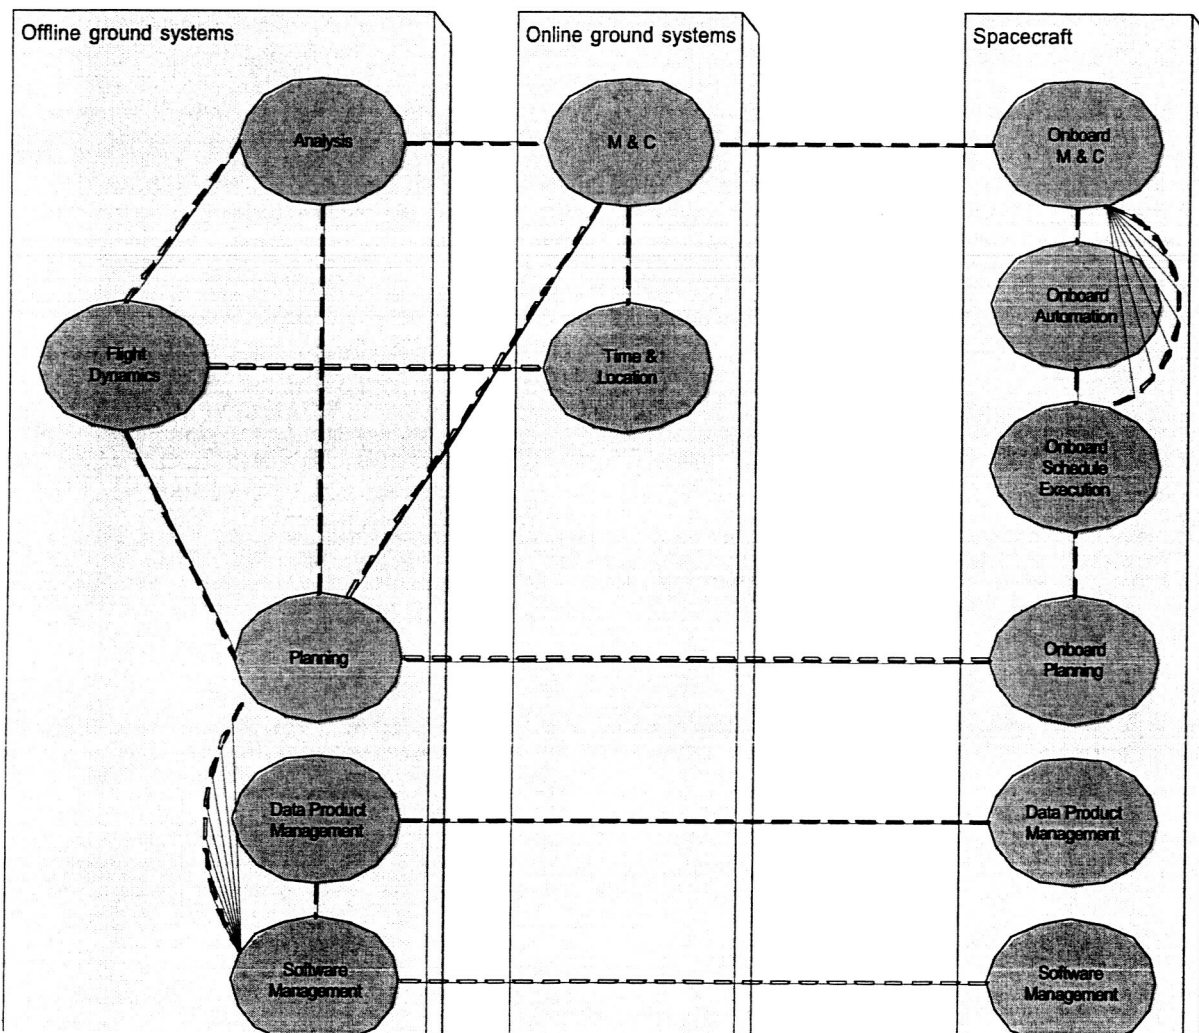 Offline ground systems
Online ground systems
Spacecraft
Analysis
M & C
Onboard
M & C
Onboard
Automation
Flight
Dynamics
Time &
Location
Onboard
Schedule
Execution
Planning
Onboard
Planning
Data Product
Management
Data Product
Management
Software
Management
Software
Management